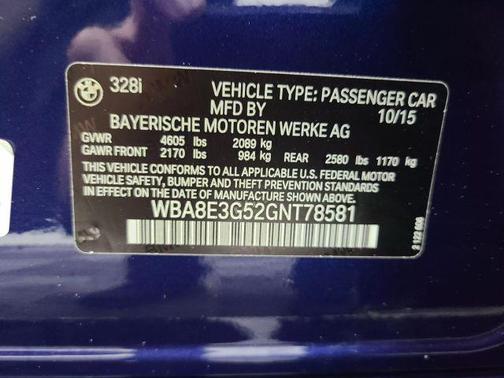 328i VEHICLE TYPE: PASSENGER CAR
MFD BY 10/15
BAYERISCHE MOTOREN WERKE AG
GVWR 4605 lbs 2089 kg
GAWR FRONT 2170 lbs 984 kg REAR 2580 lbs 1170 kg
THIS VEHICLE CONFORMS TO ALL APPLICABLE U.S. FEDERAL MOTOR
VEHICLE SAFETY, BUMPER, AND THEFT PREVENTION STANDARDS
IN EFFECT ON THE DATE OF MANUFACTURE SHOWN ABOVE.
WBA8E3G52GNT78581